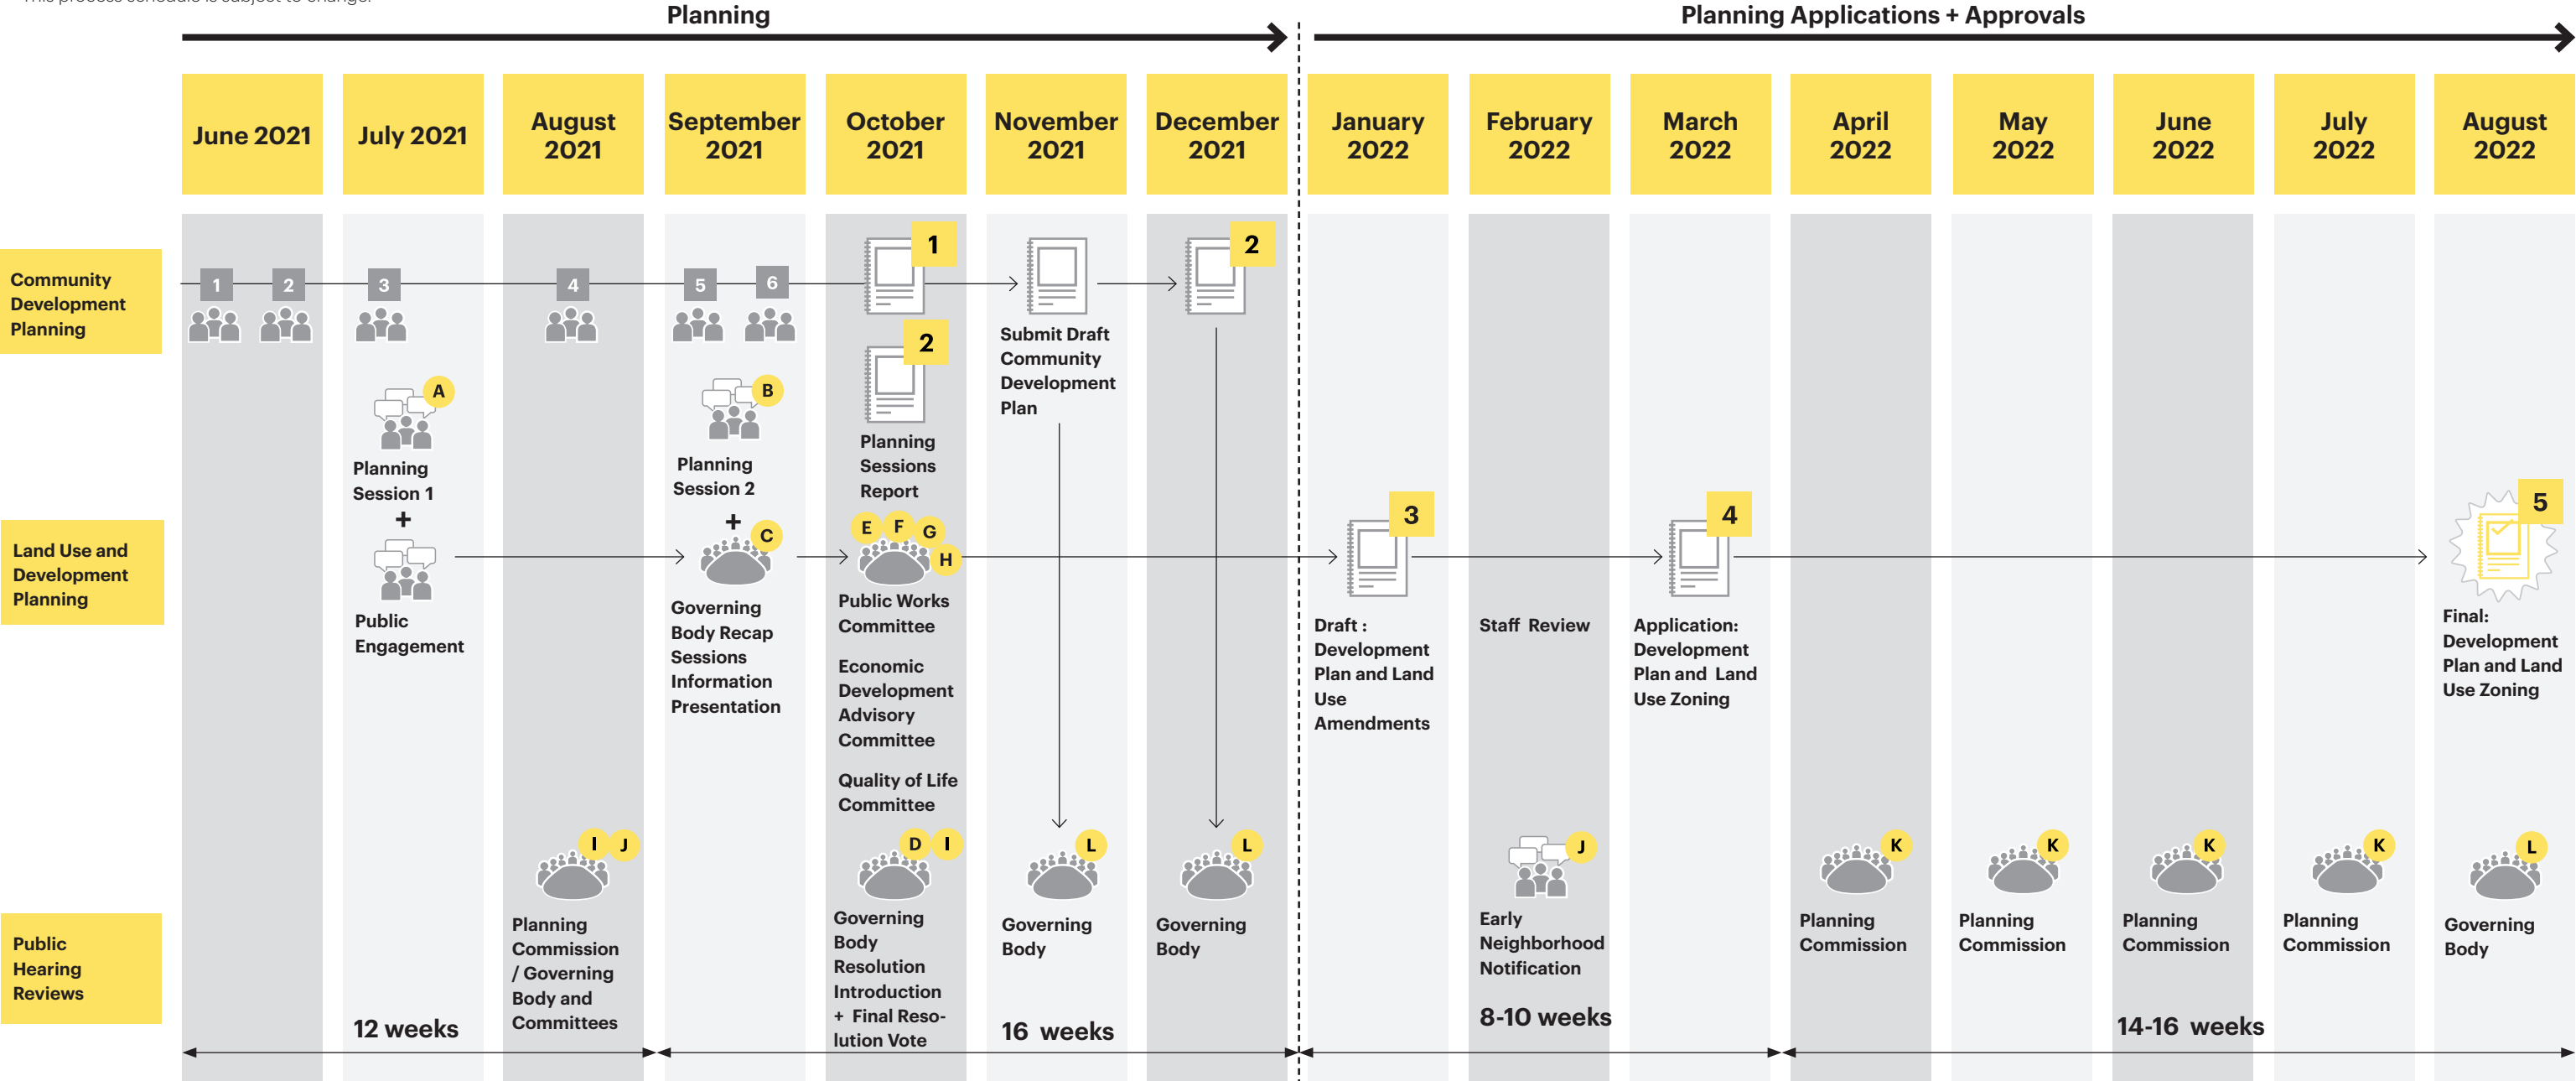 This process schedule is subject to change.
Planning
Planning Applications + Approvals
June 2021
July 2021
August
2021
September
2021
October
2021
November
2021
December
2021
January
2022
February
2022
March
2022
April
2022
May
2022
June
2022
July
2022
August
2022
Community
Development
Planning
1
2
3
4
5
6
1
2
2
Submit Draft
Community
Development
Plan
A
Planning
Session 1
+
Public
Engagement
B
Planning
Session 2
+
C
Governing
Body Recap
Sessions
Information
Presentation
Planning
Sessions
Report
Land Use and
Development
Planning
E
F
G
H
Public Works
Committee
Economic
Development
Advisory
Committee
Quality of Life
Committee
3
Draft :
Development
Plan and Land
Use
Amendments
Staff Review
4
Application:
Development
Plan and Land
Use Zoning
5
Final:
Development
Plan and Land
Use Zoning
Public
Hearing
Reviews
I
J
Planning
Commission
/ Governing
Body and
Committees
D
I
Governing
Body
Resolution
Introduction
+ Final Reso-
lution Vote
L
Governing
Body
L
Governing
Body
J
Early
Neighborhood
Notification
K
Planning
Commission
K
Planning
Commission
K
Planning
Commission
K
Planning
Commission
L
Governing
Body
12 weeks
16 weeks
8-10 weeks
14-16 weeks